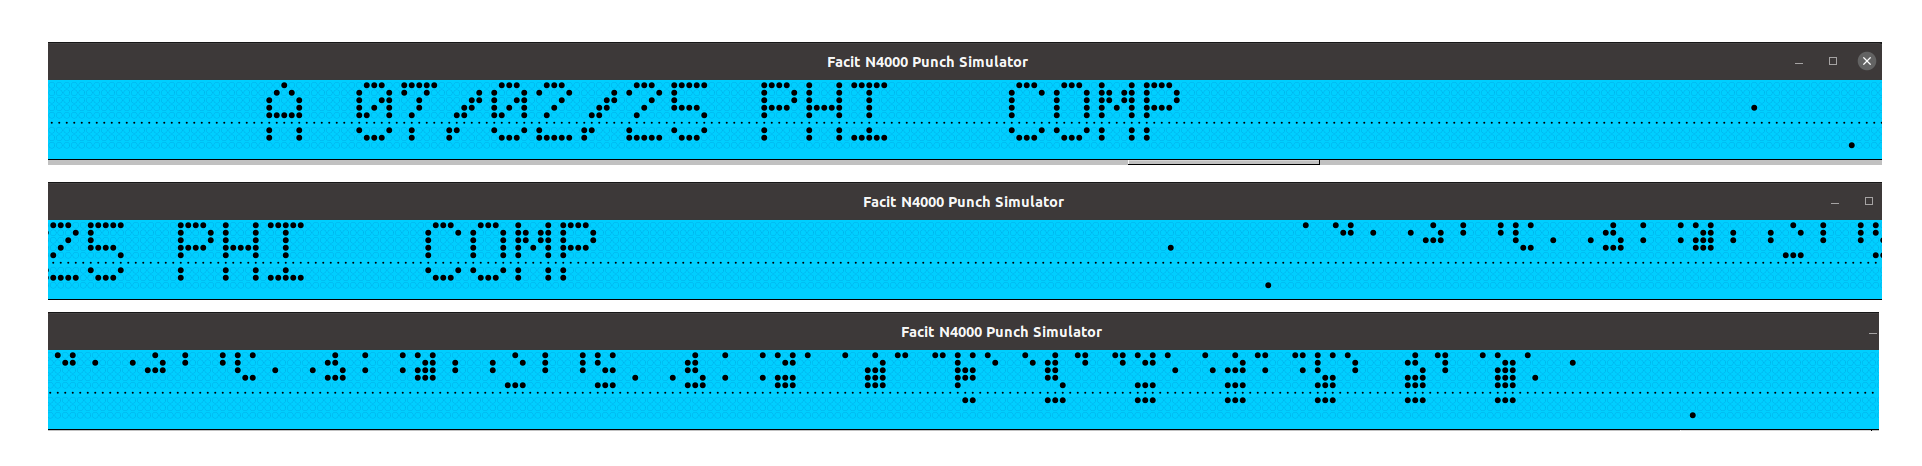 Facit N4000 Punch Simulator
A 07/02/25 PHI COMP
Facit N4000 Punch Simulator
25 PHI COMP
Facit N4000 Punch Simulator